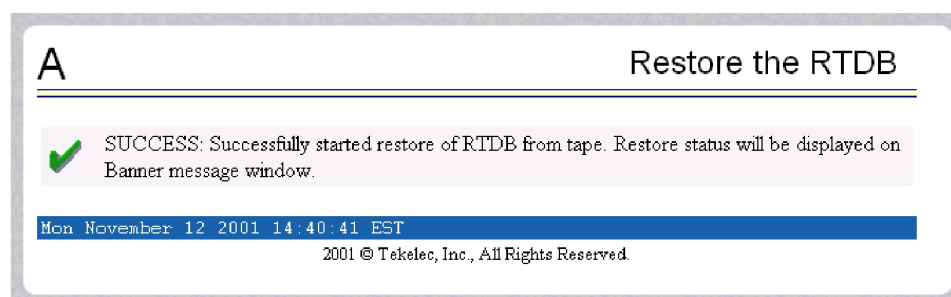 A
Restore the RTDB
SUCCESS: Successfully started restore of RTDB from tape. Restore status will be displayed on
Banner message window.
Mon November 12 2001 14:40:41 EST
2001 © Tekelec, Inc., All Rights Reserved.